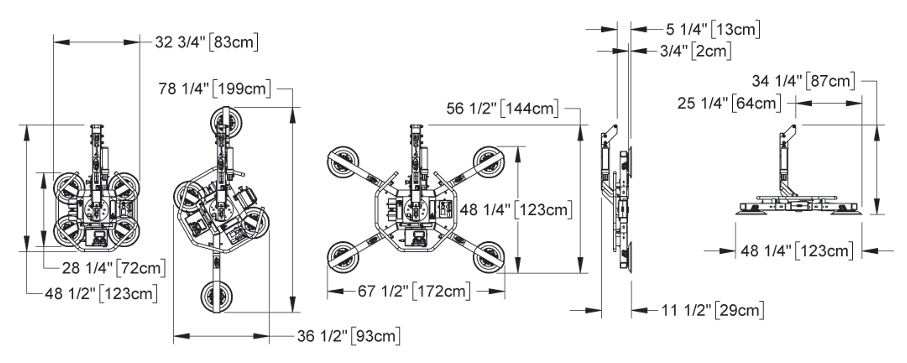 5 1/4" [13cm]
32 3/4" [83cm]
3/4" [2cm]
34 1/4" [87cm]
78 1/4" [199cm]
25 1/4" [64cm]
56 1/2" [144cm]
48 1/4" [123cm]
48 1/4" [123cm]
28 1/4" [72cm]
48 1/2" [123cm]
67 1/2" [172cm]
11 1/2" [29cm]
36 1/2" [93cm]